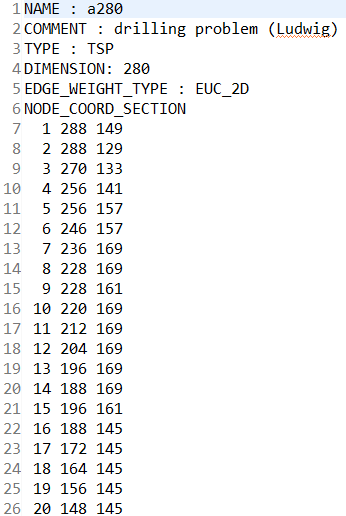 1 NAME : a280
2 COMMENT : drilling problem (Ludwig)
3 TYPE : TSP
4 DIMENSION: 280
5 EDGE_WEIGHT_TYPE : EUC_2D
6 NODE_COORD_SECTION
7 1 288 149
8 2 288 129
9 3 270 133
10 4 256 141
11 5 256 157
12 6 246 157
13 7 236 169
14 8 228 169
15 9 228 161
16 10 220 169
17 11 212 169
18 12 204 169
19 13 196 169
20 14 188 169
21 15 196 161
22 16 188 145
23 17 172 145
24 18 164 145
25 19 156 145
26 20 148 145